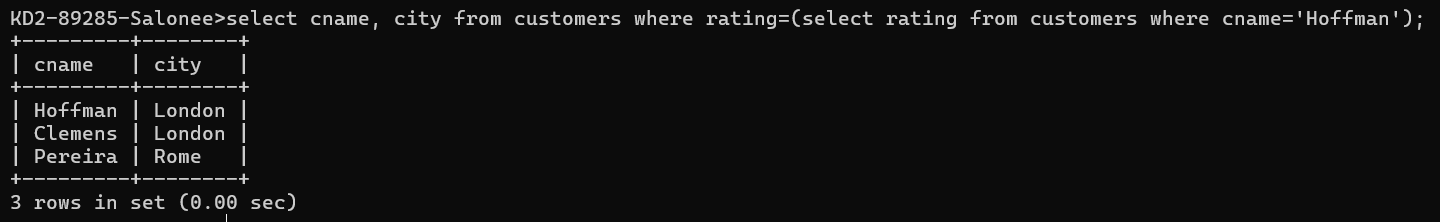 KD2-89285-Salonee>select cname, city from customers where rating=(select rating from customers where cname='Hoffman');
+---------+--------+
| cname   | city   |
+---------+--------+
| Hoffman | London |
| Clemens | London |
| Pereira | Rome   |
+---------+--------+
3 rows in set (0.00 sec)